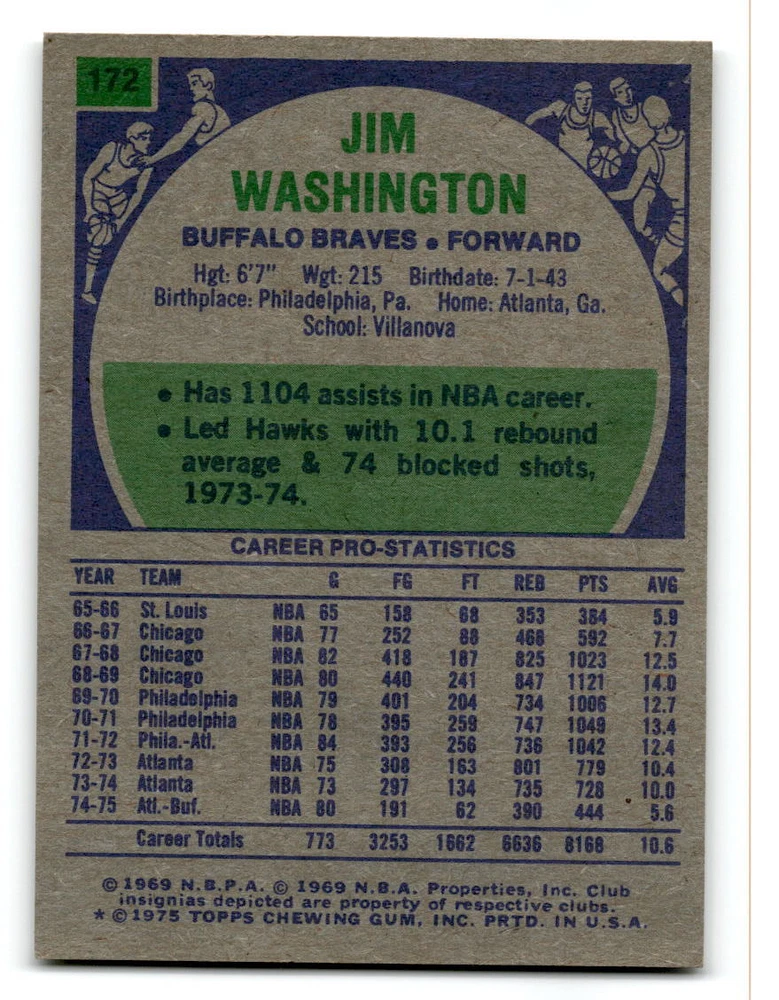 172
JIM
WASHINGTON
BUFFALO BRAVES • FORWARD
Hgt: 6'7" Wgt: 215 Birthdate: 7-1-43
Birthplace: Philadelphia, Pa. Home: Atlanta, Ga.
School: Villanova
• Has 1104 assists in NBA career.
• Led Hawks with 10.1 rebound
average & 74 blocked shots,
1973-74.
CAREER PRO-STATISTICS
YEAR TEAM G FG FT REB PTS AVG
65-66 St. Louis NBA 65 158 68 353 384 5.9
66-67 Chicago NBA 77 252 88 468 592 7.7
67-68 Chicago NBA 82 418 187 825 1023 12.5
68-69 Chicago NBA 80 440 241 847 1121 14.0
69-70 Philadelphia NBA 79 401 204 734 1006 12.7
70-71 Philadelphia NBA 78 395 259 747 1049 13.4
71-72 Phila.-Atl. NBA 84 393 256 736 1042 12.4
72-73 Atlanta NBA 75 308 163 801 779 10.4
73-74 Atlanta NBA 73 297 134 735 728 10.0
74-75 Atl.-Buf. NBA 80 191 62 390 444 5.6
Career Totals 773 3253 1662 6636 8168 10.6
© 1969 N.B.P.A. © 1969 N.B.A. Properties, Inc. Club
insignias depicted are property of respective clubs.
* © 1975 TOPPS CHEWING GUM, INC. PRTD. IN U.S.A.